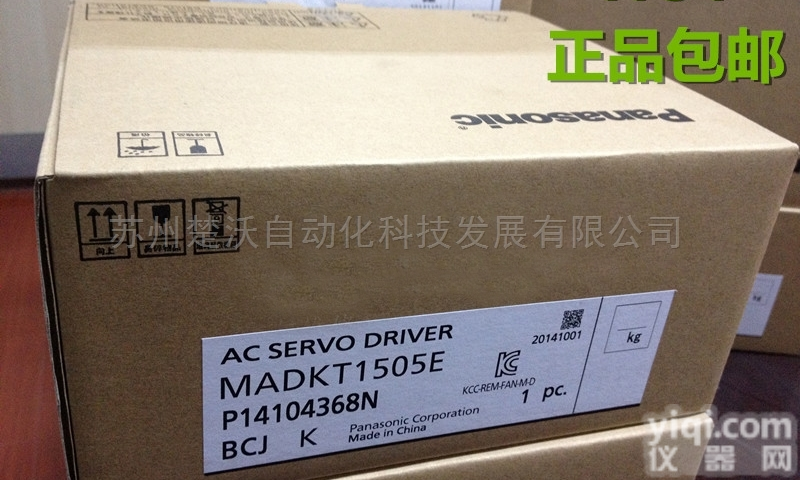 正品包邮
Panasonic
苏州楚沃自动化科技发展有限公司
向上
AC SERVO DRIVER
20141001
kg
MADKT1505E
KCC-REM-FAN-M-D
P14104368N
1 pc.
BCJ K
Panasonic Corporation
Made in China
yiqi.com
仪器网